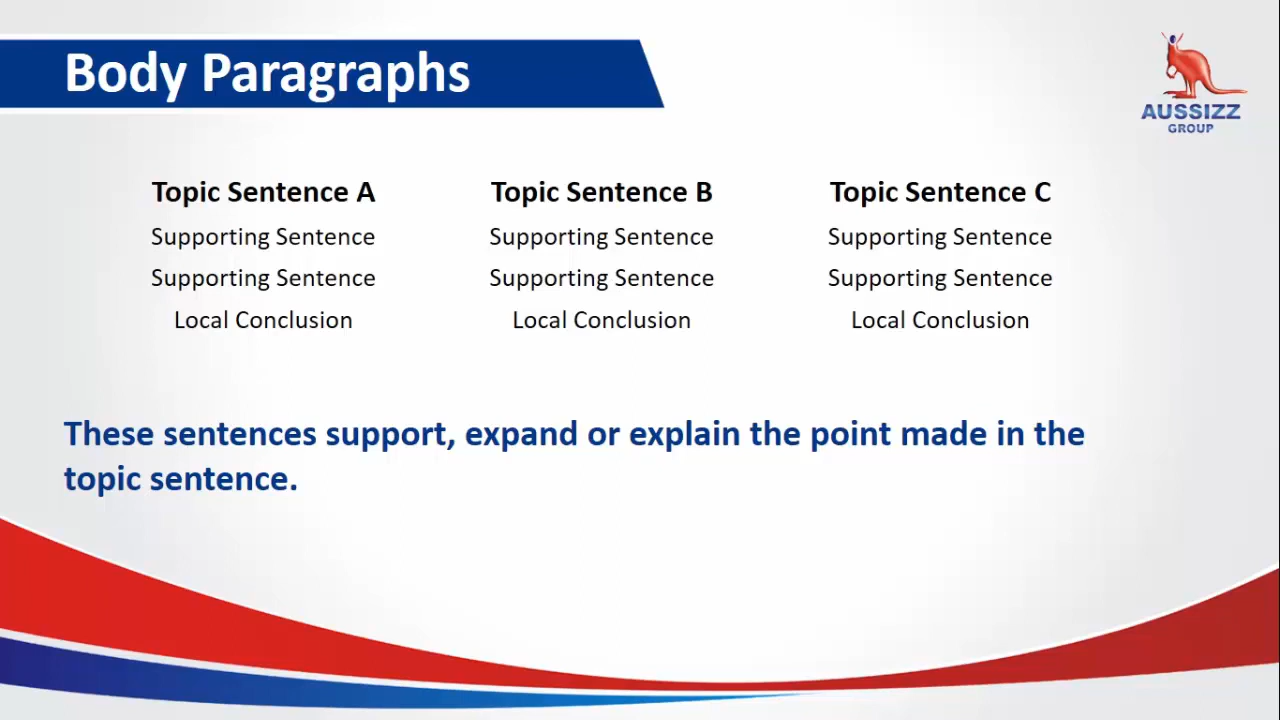 Body Paragraphs
AUSSIZZ
GROUP
Topic Sentence A
Supporting Sentence
Supporting Sentence
Local Conclusion
Topic Sentence B
Supporting Sentence
Supporting Sentence
Local Conclusion
Topic Sentence C
Supporting Sentence
Supporting Sentence
Local Conclusion
These sentences support, expand or explain the point made in the
topic sentence.